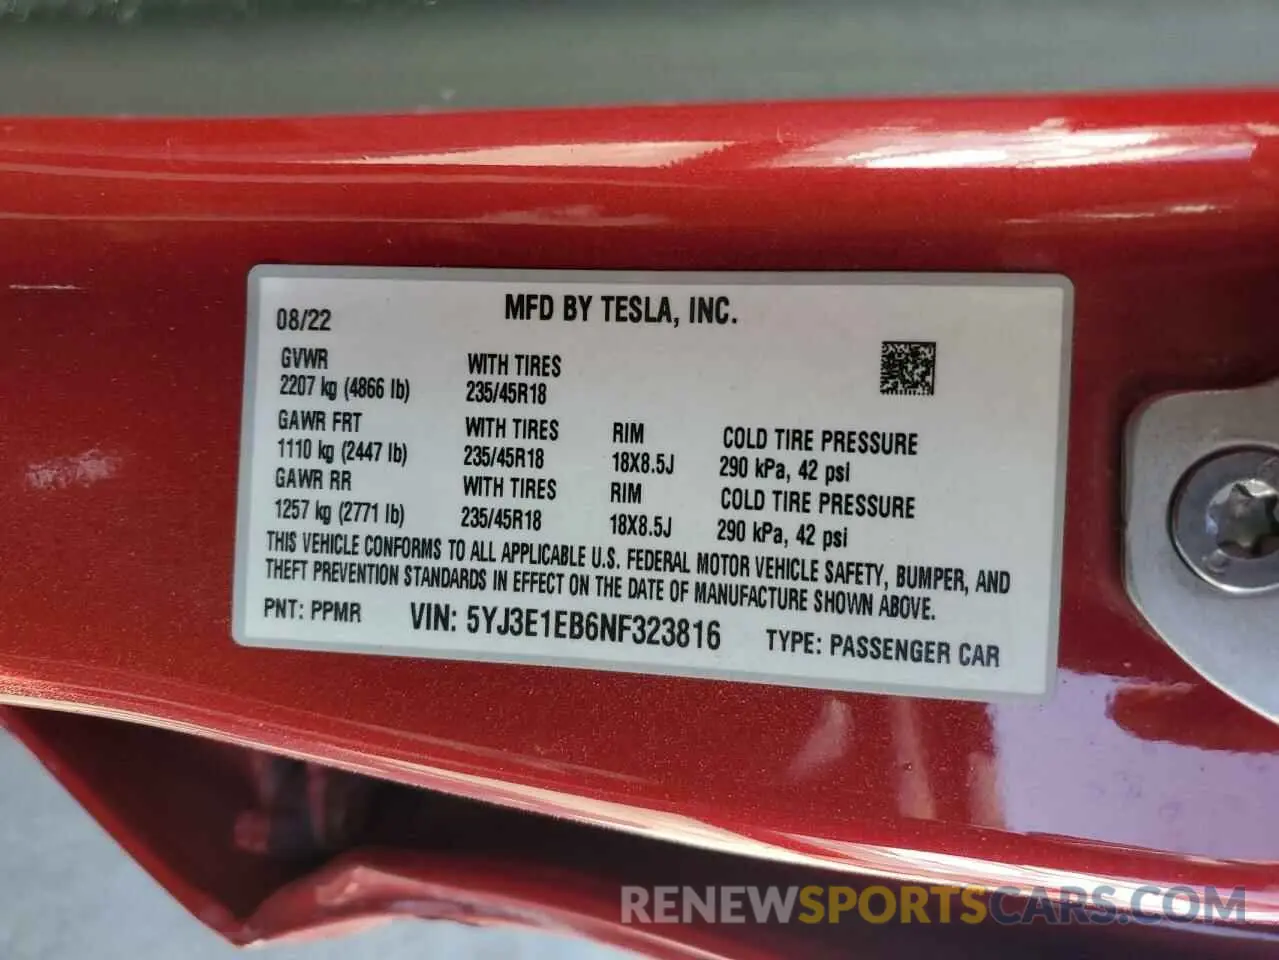 MFD BY TESLA, INC.
08/22
GVWR
2207 kg (4866 lb)
WITH TIRES
235/45R18
GAWR FRT
1110 kg (2447 lb)
WITH TIRES
235/45R18
RIM
18X8.5J
COLD TIRE PRESSURE
290 kPa, 42 psi
GAWR RR
1257 kg (2771 lb)
WITH TIRES
235/45R18
RIM
18X8.5J
COLD TIRE PRESSURE
290 kPa, 42 psi
THIS VEHICLE CONFORMS TO ALL APPLICABLE U.S. FEDERAL MOTOR VEHICLE SAFETY, BUMPER, AND
THEFT PREVENTION STANDARDS IN EFFECT ON THE DATE OF MANUFACTURE SHOWN ABOVE.
PNT: PPMR VIN: 5YJ3E1EB6NF323816 TYPE: PASSENGER CAR
RENEWSPORTSCARS.COM